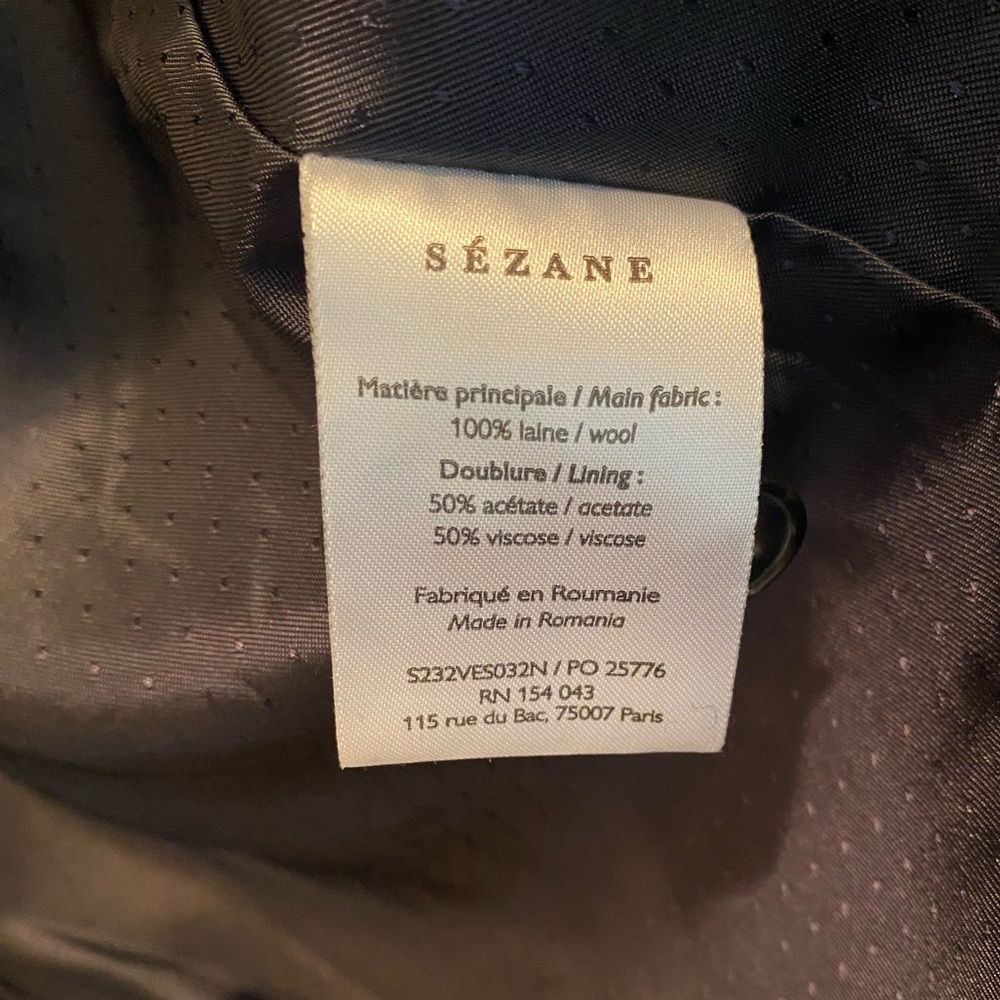 SÉZANE
Matière principale / Main fabric :
100% laine / wool
Doublure / Lining :
50% acétate / acetate
50% viscose / viscose
Fabriqué en Roumanie
Made in Romania
S232VES032N / PO 25776
RN 154 043
115 rue du Bac, 75007 Paris